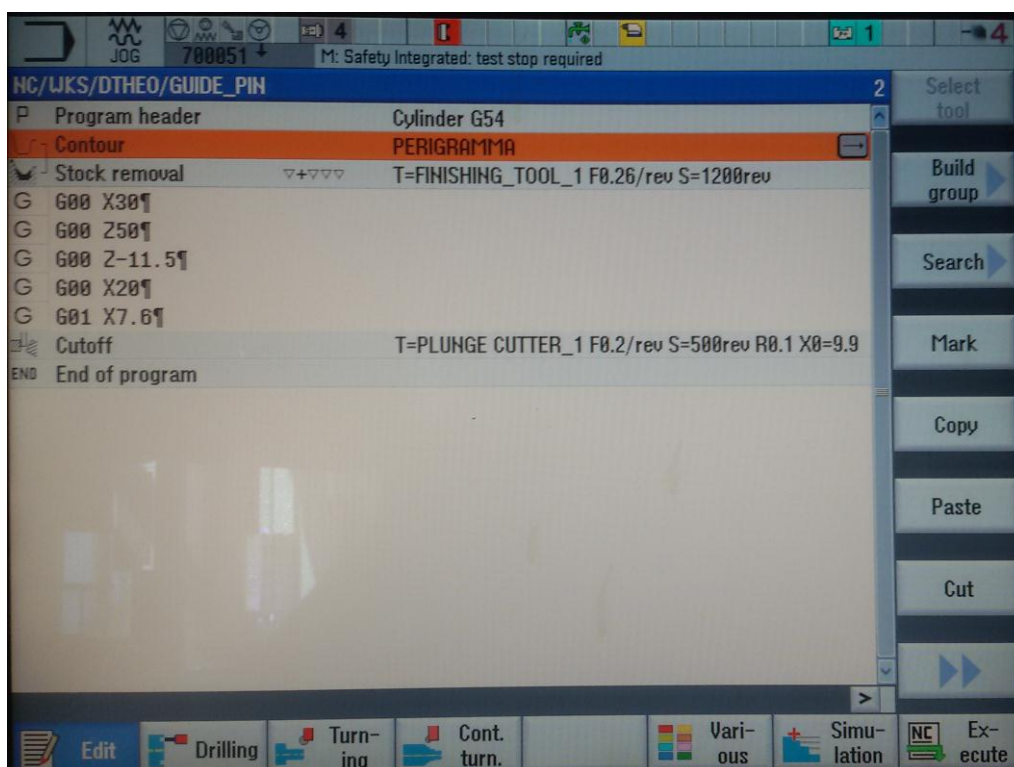 4 1 4
JOG 700051 M: Safety Integrated: test stop required
NC/WKS/DTHEO/GUIDE_PIN 2
P Program header Cylinder G54
Contour PERIGRAMMA
Stock removal ▽+▽▽▽ T=FINISHING_TOOL_1 F0.26/rev S=1200rev
G G00 X30¶
G G00 Z50¶
G G00 Z-11.5¶
G G00 X20¶
G G01 X7.6¶
Cutoff T=PLUNGE CUTTER_1 F0.2/rev S=500rev R0.1 X0=9.9
END End of program
Select
tool
Build
group
Search
Mark
Copy
Paste
Cut
>
Edit
Drilling
Turn-
ing
Cont.
turn.
Vari-
ous
Simu-
lation
NC Ex-
ecute